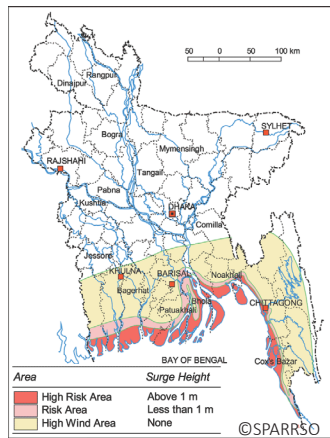 Rangpur
Dinajpur
50 0 50 100 km
SYLHET
Bogra
Mymensingh
RAJSHAHI
Tangail
Pabna
Kushtia
DHAKA
Comilla
Jessore
Noakhali
KHULNA
BARISAL
Bagerhat
Bhola
CHITTAGONG
Patuakhali
BAY OF BENGAL
Cox's Bazar
Area Surge Height
High Risk Area Above 1 m
Risk Area Less than 1 m
High Wind Area None
©SPARRSO